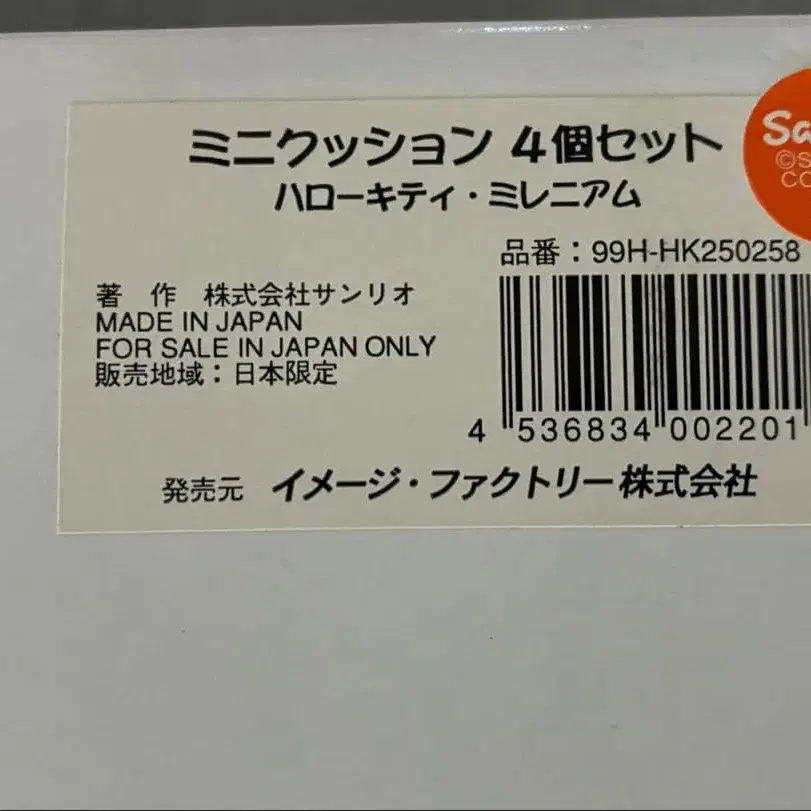 ミニクッション 4個セット
ハローキティ・ミレニアム
品番：99H-HK250258
著 作 株式会社サンリオ
MADE IN JAPAN
FOR SALE IN JAPAN ONLY
販売地域：日本限定
4 536834 002201
発売元 イメージ・ファクトリー株式会社